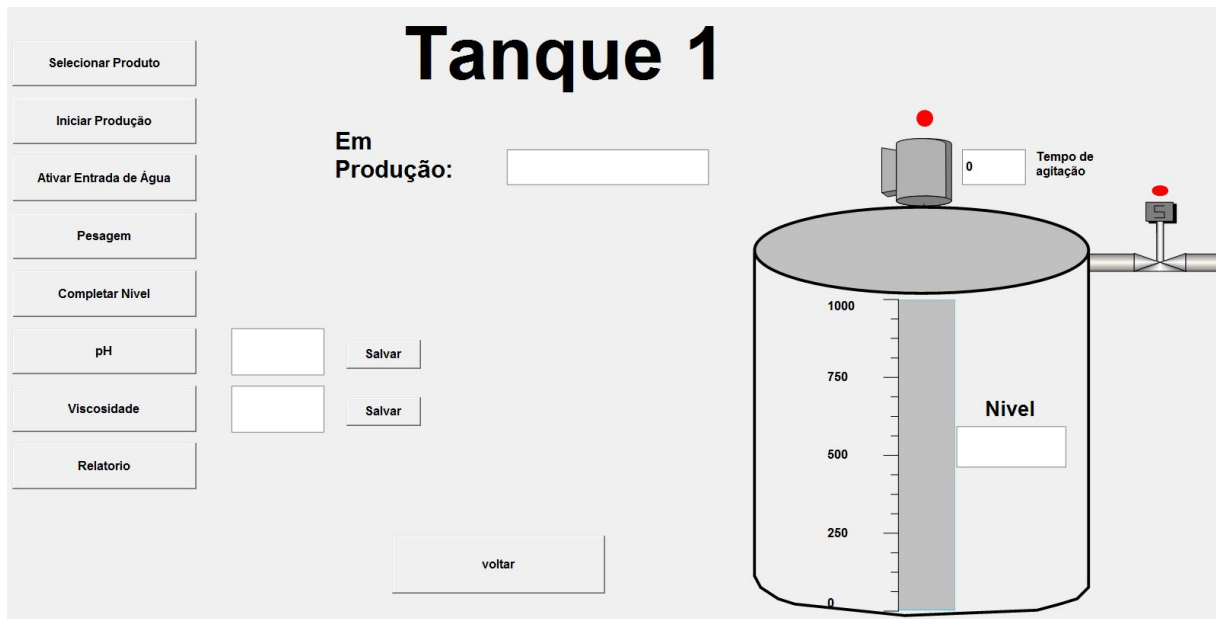 Tanque 1
Selecionar Produto
Iniciar Produção
Ativar Entrada de Água
Pesagem
Completar Nivel
pH
Salvar
Viscosidade
Salvar
Relatorio
Em
Produção:
voltar
0
Tempo de
agitação
S
1000
750
500
250
0
Nivel